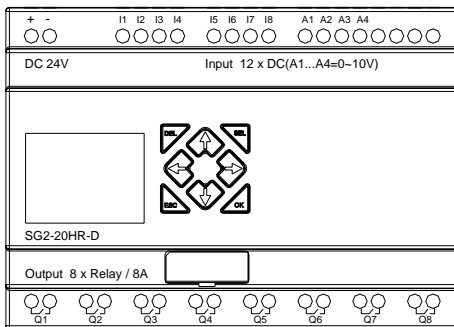 + - I1 I2 I3 I4 I5 I6 I7 I8 A1 A2 A3 A4
DC 24V Input 12 x DC(A1...A4=0~10V)
DEL SEL
ESC OK
SG2-20HR-D
Output 8 x Relay / 8A
Q1 Q2 Q3 Q4 Q5 Q6 Q7 Q8